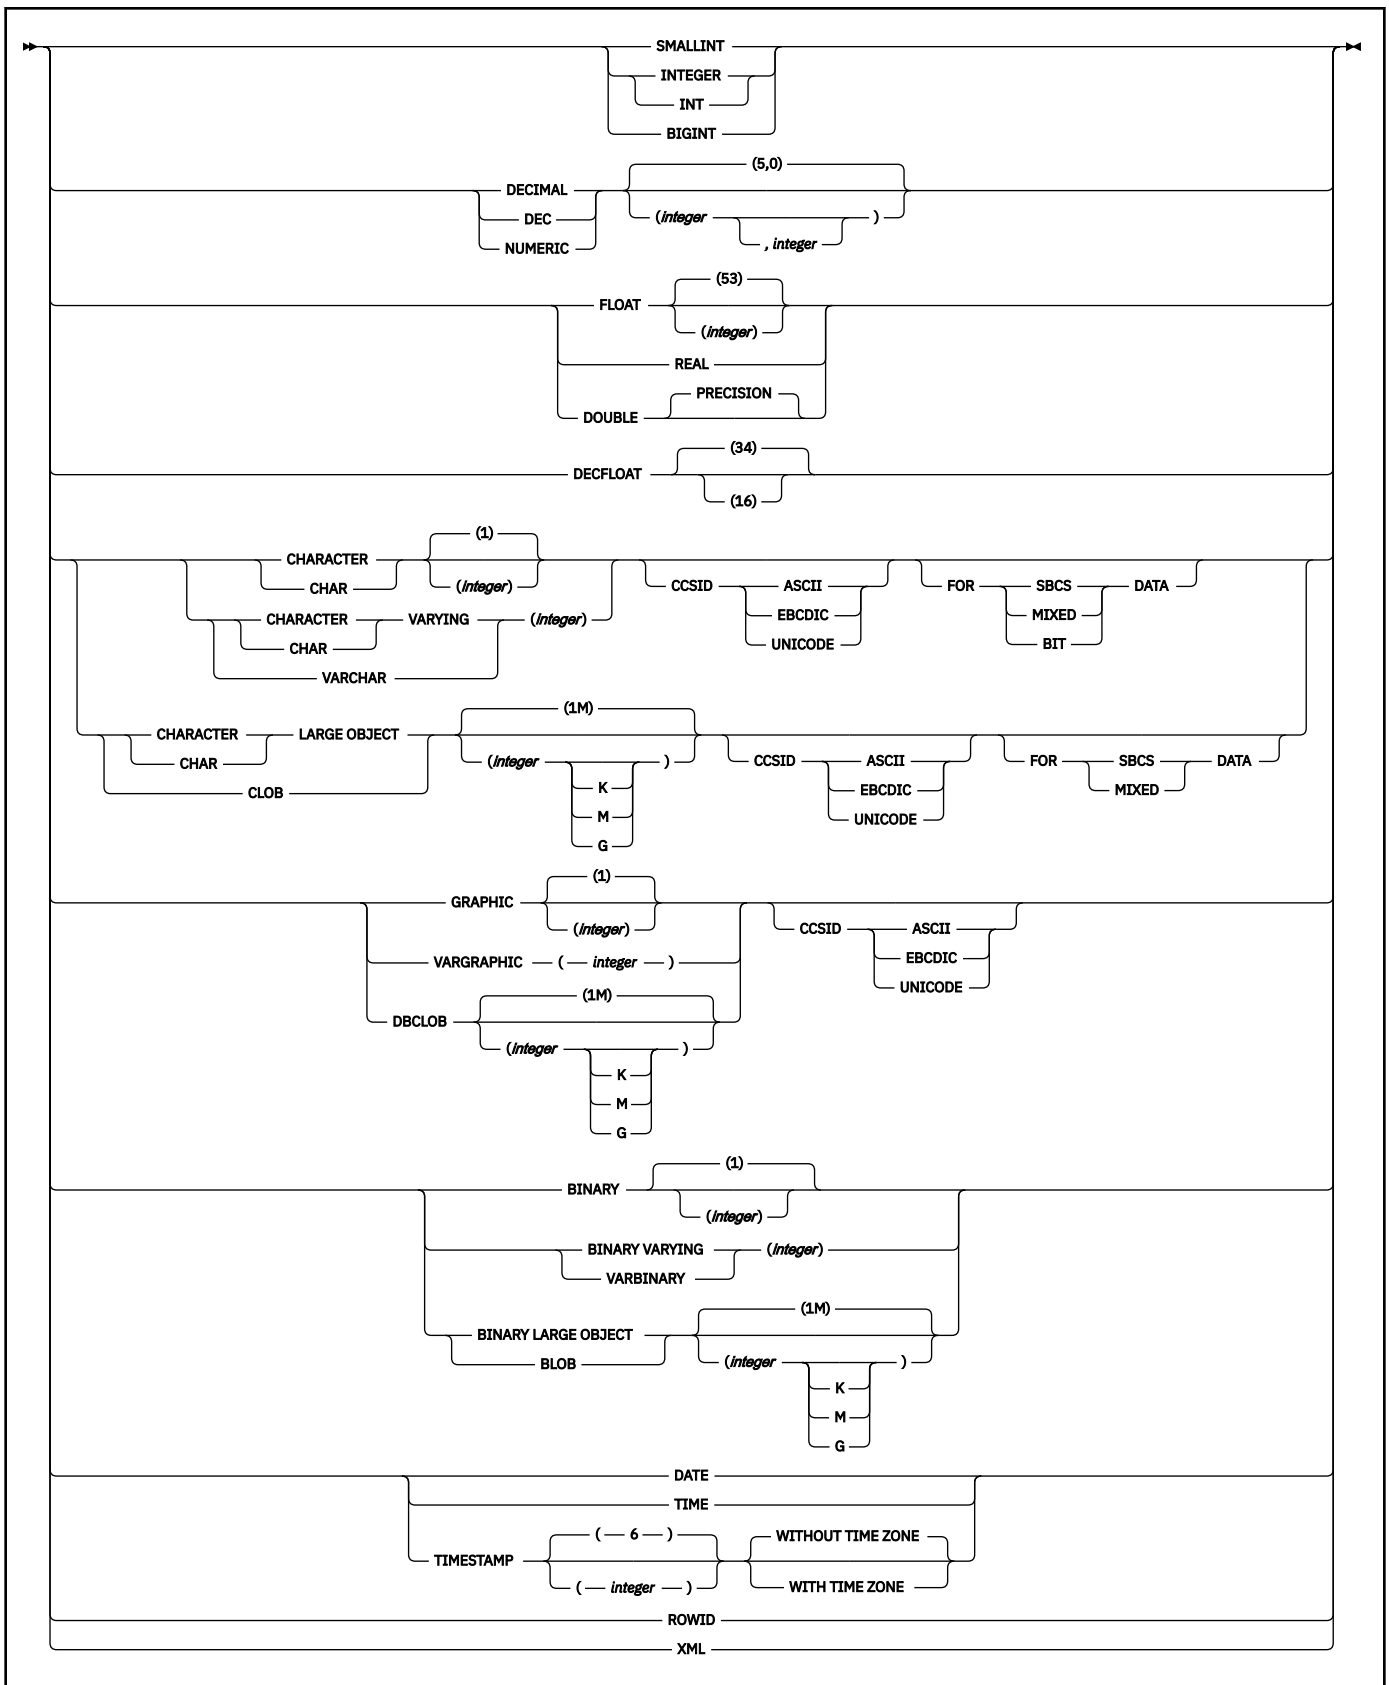 SMALLINT
INTEGER
INT
BIGINT
(5,0)
DECIMAL
DEC
(integer )
NUMERIC
, integer
(53)
FLOAT
(integer)
REAL
PRECISION
DOUBLE
(34)
DECFLOAT
(16)
(1)
CHARACTER
CHAR (integer) CCSID ASCII FOR SBCS DATA
EBCDIC MIXED
UNICODE BIT
CHARACTER VARYING (integer)
CHAR
VARCHAR
(1M)
CHARACTER LARGE OBJECT
CHAR (integer ) CCSID ASCII FOR SBCS DATA
CLOB K EBCDIC MIXED
M UNICODE
G
(1)
GRAPHIC
(integer) CCSID ASCII
EBCDIC
VARGRAPHIC ( integer )
UNICODE
(1M)
DBCLOB
(integer )
K
M
G
(1)
BINARY
(integer)
BINARY VARYING (integer)
VARBINARY
(1M)
BINARY LARGE OBJECT
BLOB (integer )
K
M
G
DATE
TIME
( 6 ) WITHOUT TIME ZONE
TIMESTAMP
( integer ) WITH TIME ZONE
ROWID
XML